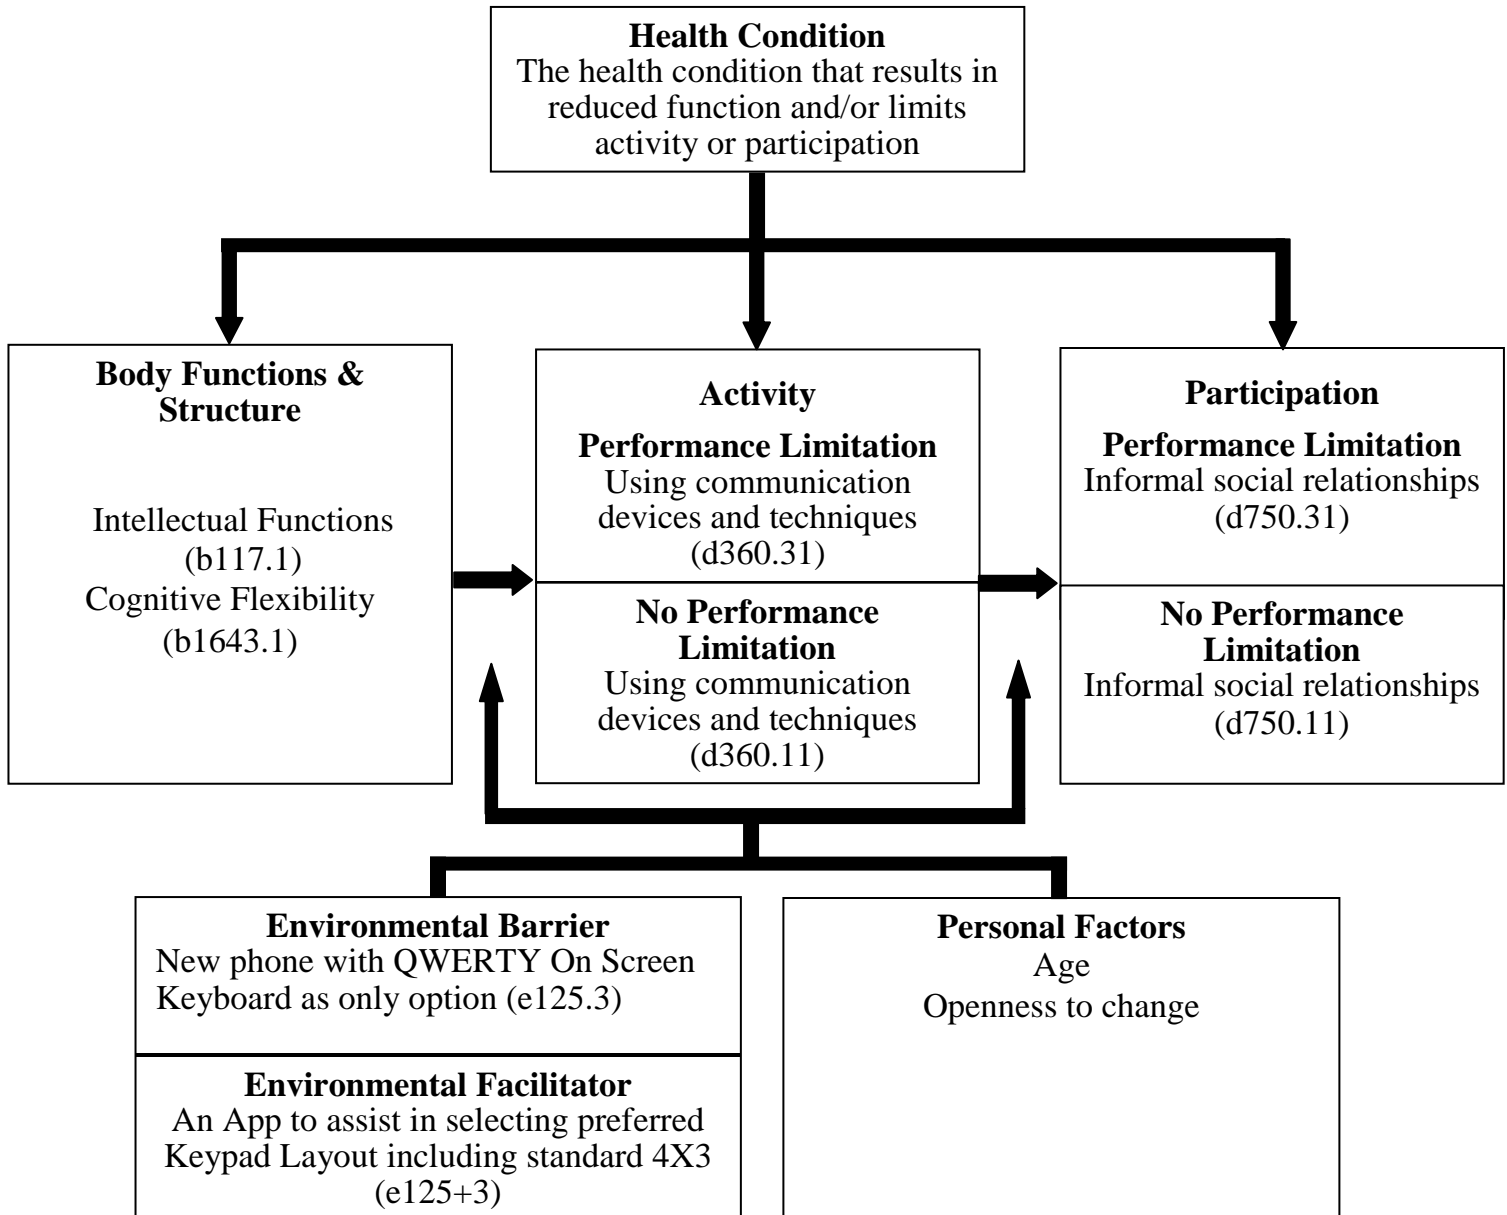 Health Condition
The health condition that results in
reduced function and/or limits
activity or participation
Body Functions &
Structure
Intellectual Functions
(b117.1)
Cognitive Flexibility
(b1643.1)
Activity
Performance Limitation
Using communication
devices and techniques
(d360.31)
No Performance
Limitation
Using communication
devices and techniques
(d360.11)
Participation
Performance Limitation
Informal social relationships
(d750.31)
No Performance
Limitation
Informal social relationships
(d750.11)
Environmental Barrier
New phone with QWERTY On Screen
Keyboard as only option (e125.3)
Environmental Facilitator
An App to assist in selecting preferred
Keypad Layout including standard 4X3
(e125+3)
Personal Factors
Age
Openness to change